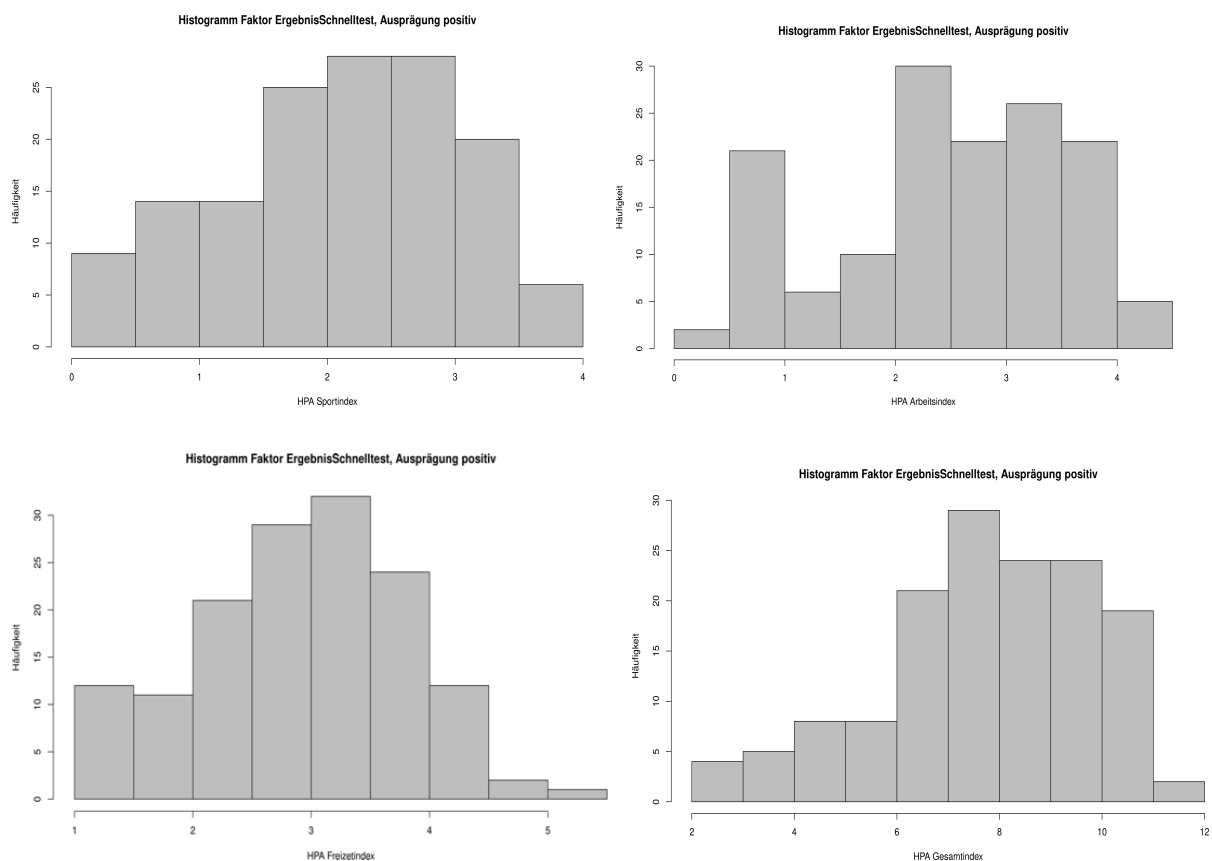 Histogramm Faktor ErgebnisSchnelltest, Ausprägung positiv
Häufigkeit
25
20
15
10
5
0
0 1 2 3 4
HPA Sportindex
Histogramm Faktor ErgebnisSchnelltest, Ausprägung positiv
Häufigkeit
30
25
20
15
10
5
0
0 1 2 3 4
HPA Arbeitsindex
Histogramm Faktor ErgebnisSchnelltest, Ausprägung positiv
Häufigkeit
30
25
20
15
10
5
0
1 2 3 4 5
HPA Freizetindex
Histogramm Faktor ErgebnisSchnelltest, Ausprägung positiv
Häufigkeit
30
25
20
15
10
5
0
2 4 6 8 10 12
HPA Gesamtindex